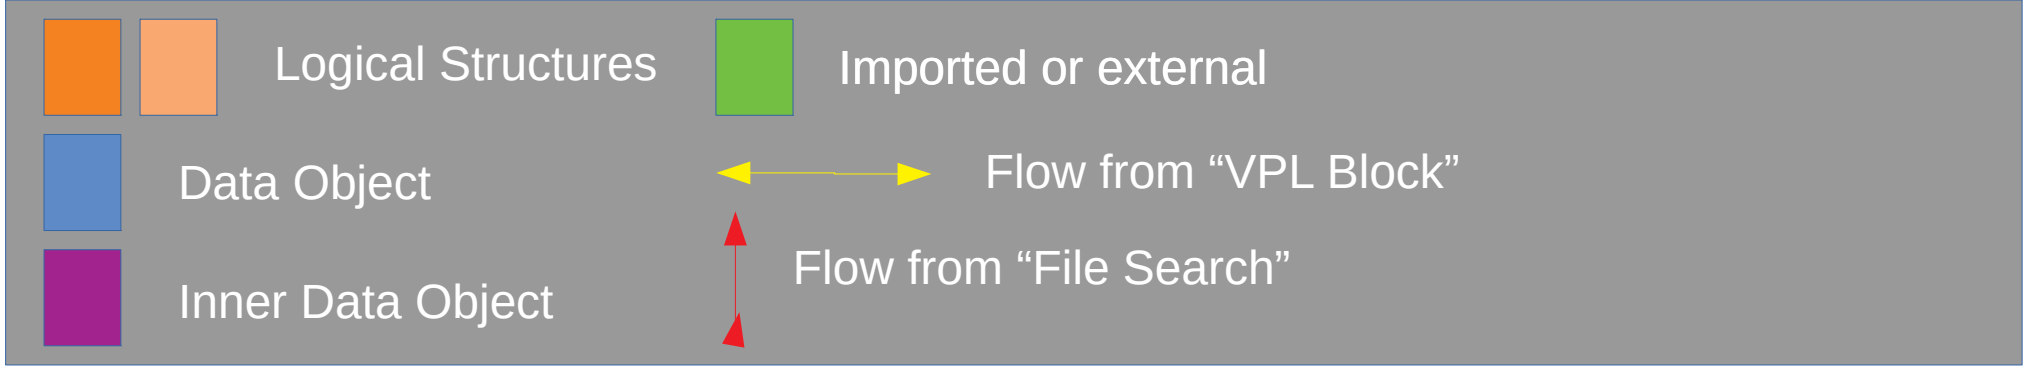 Logical Structures
Imported or external
Data Object
Flow from “VPL Block”
Flow from “File Search”
Inner Data Object